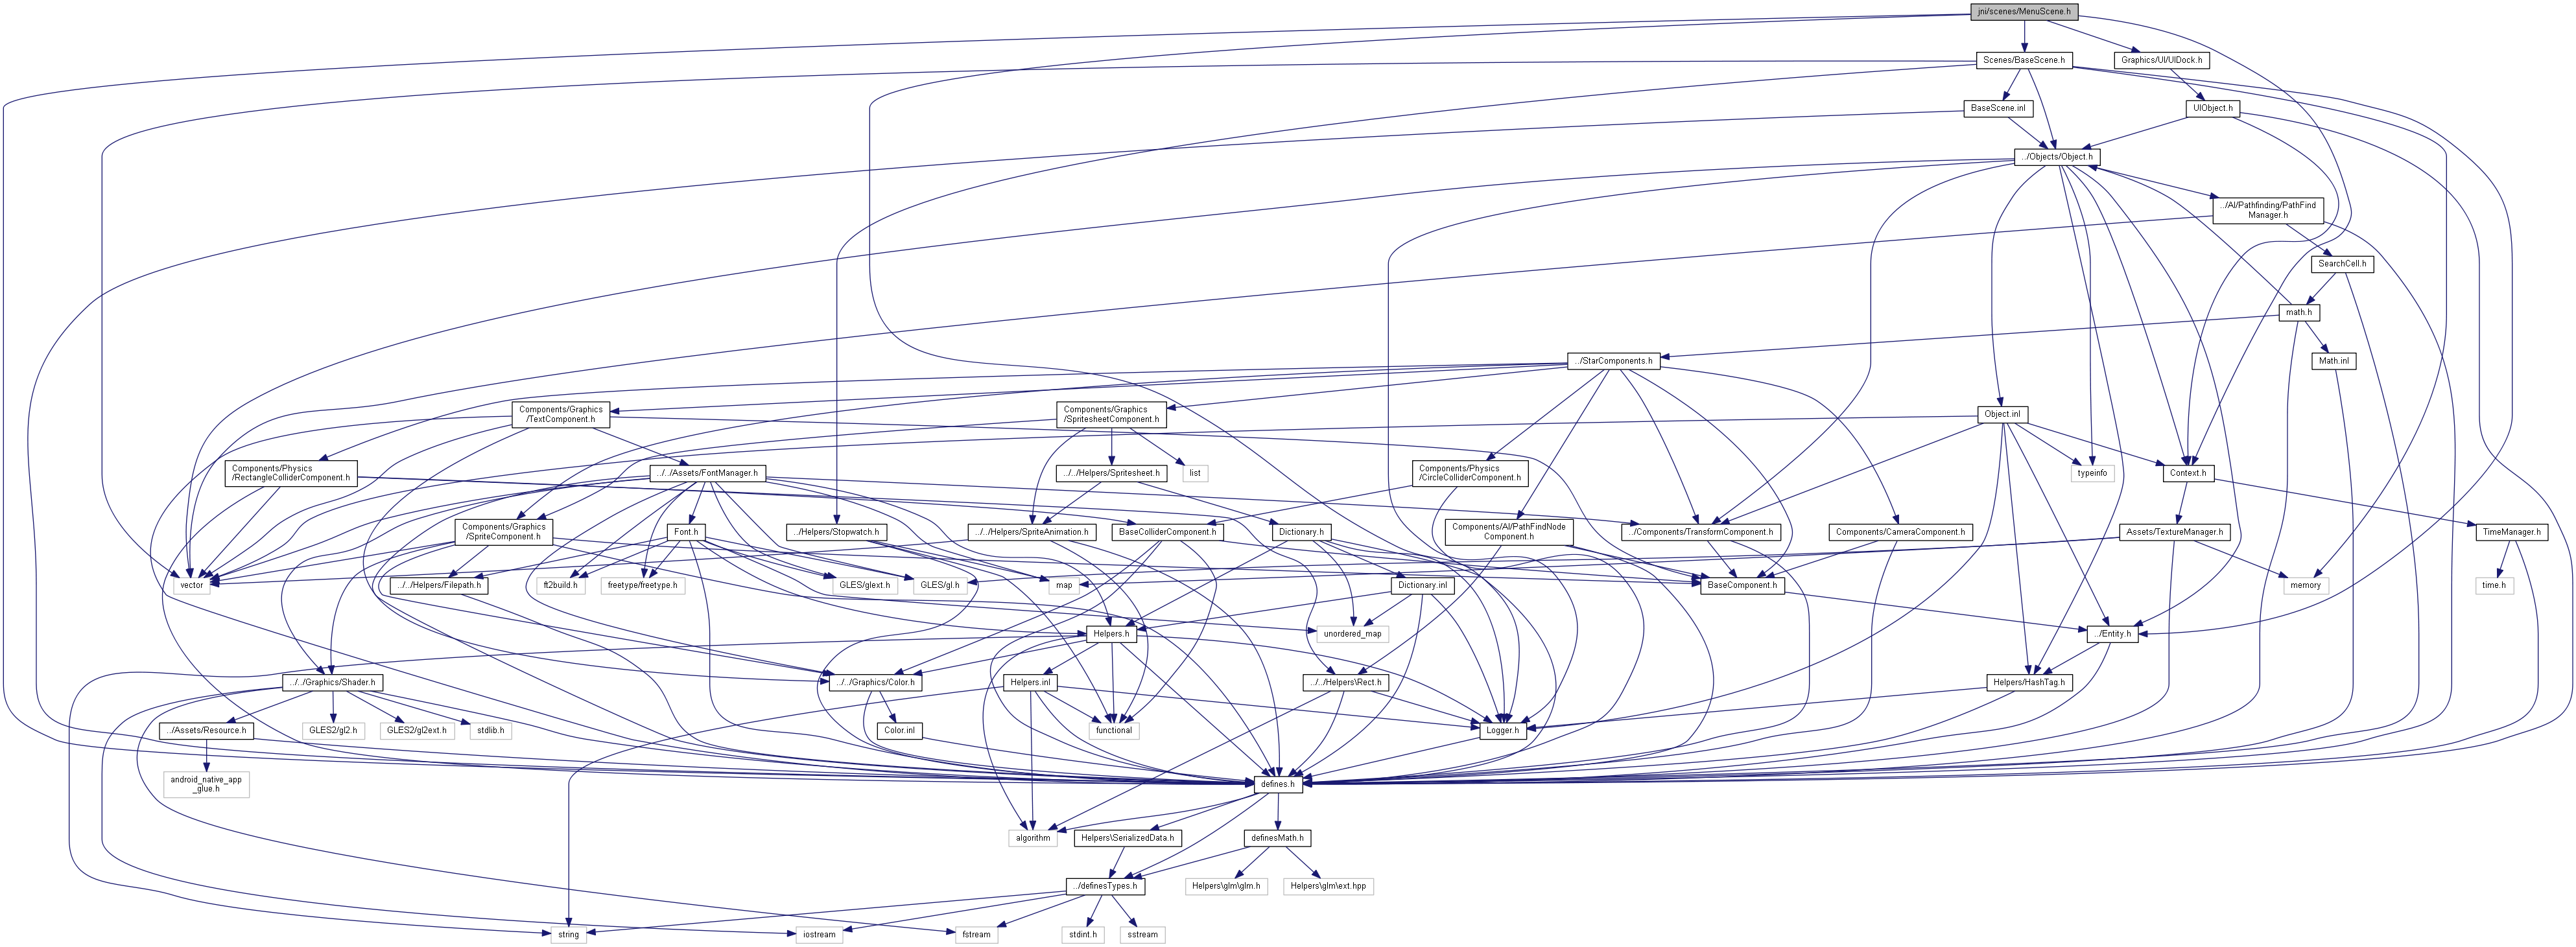 jni/scenes/MenuScene.h
Scenes/BaseScene.h
Graphics/UI/UIDock.h
BaseScene.inl
UIObject.h
../Objects/Object.h
../AI/Pathfinding/PathFind
Manager.h
SearchCell.h
math.h
../StarComponents.h
Math.inl
Components/Graphics
/TextComponent.h
Components/Graphics
/SpritesheetComponent.h
Object.inl
Components/Physics
/RectangleColliderComponent.h
../../Assets/FontManager.h
../../Helpers/Spritesheet.h
list
Components/Physics
/CircleColliderComponent.h
typeinfo
Context.h
Components/Graphics
/SpriteComponent.h
Font.h
../Helpers/Stopwatch.h
../../Helpers/SpriteAnimation.h
BaseColliderComponent.h
Dictionary.h
Components/AI/PathFindNode
Component.h
../Components/TransformComponent.h
Components/CameraComponent.h
Assets/TextureManager.h
TimeManager.h
vector
../../Helpers/Filepath.h
ft2build.h
freetype/freetype.h
GLES/glext.h
GLES/gl.h
map
Dictionary.inl
BaseComponent.h
memory
time.h
Helpers.h
unordered_map
../Entity.h
../../Graphics/Shader.h
../../Graphics/Color.h
Helpers.inl
../../Helpers\Rect.h
Helpers/HashTag.h
../Assets/Resource.h
GLES2/gl2.h
GLES2/gl2ext.h
stdlib.h
Color.inl
functional
Logger.h
android_native_app
_glue.h
defines.h
algorithm
Helpers\SerializedData.h
definesMath.h
../definesTypes.h
Helpers\glm\glm.h
Helpers\glm\ext.hpp
string
iostream
fstream
stdint.h
sstream